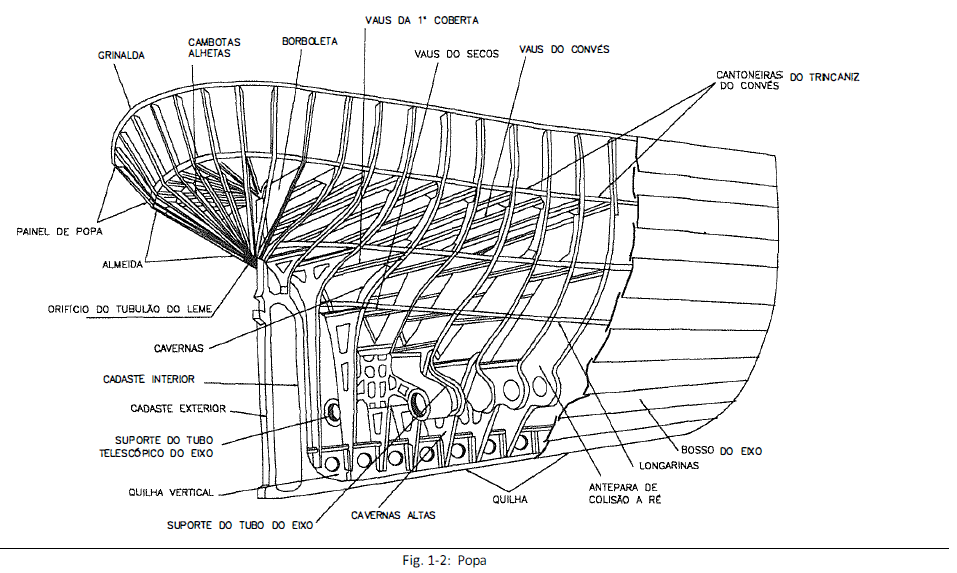 VAUS DA 1ª COBERTA
GRINALDA
CAMBOTAS
ALHETAS
BORBOLETA
VAUS DO SECOS
VAUS DO CONVÉS
CANTONEIRAS DO TRINCANIZ
DO CONVÉS
PAINEL DE POPA
ALMEIDA
ORIFÍCIO DO TUBULÃO DO LEME
CAVERNAS
CADASTE INTERIOR
CADASTE EXTERIOR
SUPORTE DO TUBO
TELESCÓPICO DO EIXO
QUILHA VERTICAL
SUPORTE DO TUBO DO EIXO
CAVERNAS ALTAS
QUILHA
ANTEPARA DE
COLISÃO A RÉ
LONGARINAS
BOSSO DO EIXO
Fig. 1-2: Popa